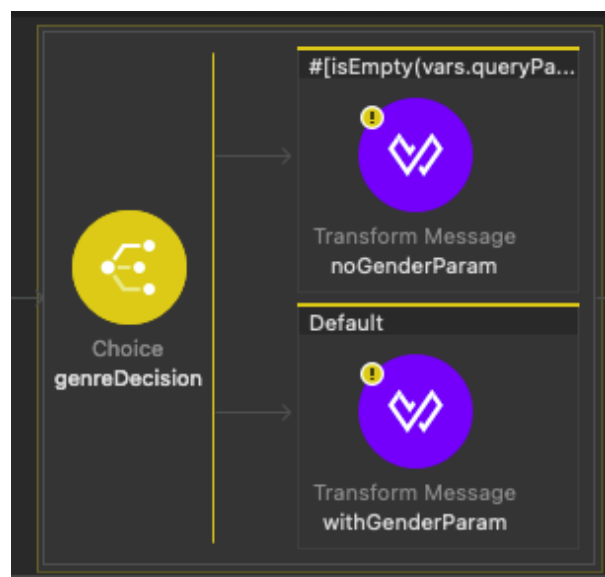 #[isEmpty(vars.queryPa...
!
Transform Message
noGenderParam
Choice
genreDecision
Default
!
Transform Message
withGenderParam